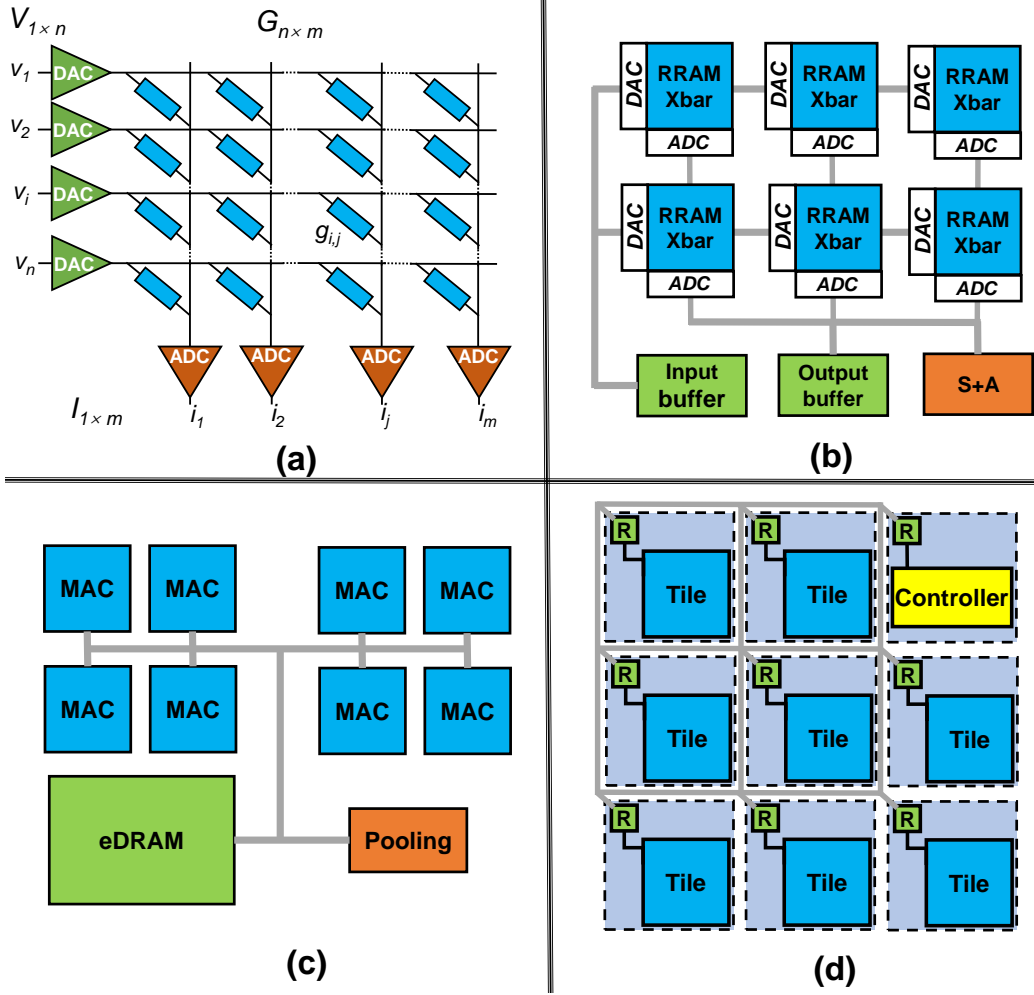 V1×n
Gn×m
v1 DAC
v2 DAC
vi DAC
gi,j
vn DAC
ADC ADC ADC ADC
I1×m i1 i2 ij im
(a)
DAC RRAM Xbar DAC RRAM Xbar DAC RRAM Xbar
ADC ADC ADC
DAC RRAM Xbar DAC RRAM Xbar DAC RRAM Xbar
ADC ADC ADC
Input buffer
Output buffer
S+A
(b)
MAC MAC MAC MAC
MAC MAC MAC MAC
eDRAM
Pooling
(c)
R R R
Tile Tile Controller
R R R
Tile Tile Tile
R R R
Tile Tile Tile
(d)